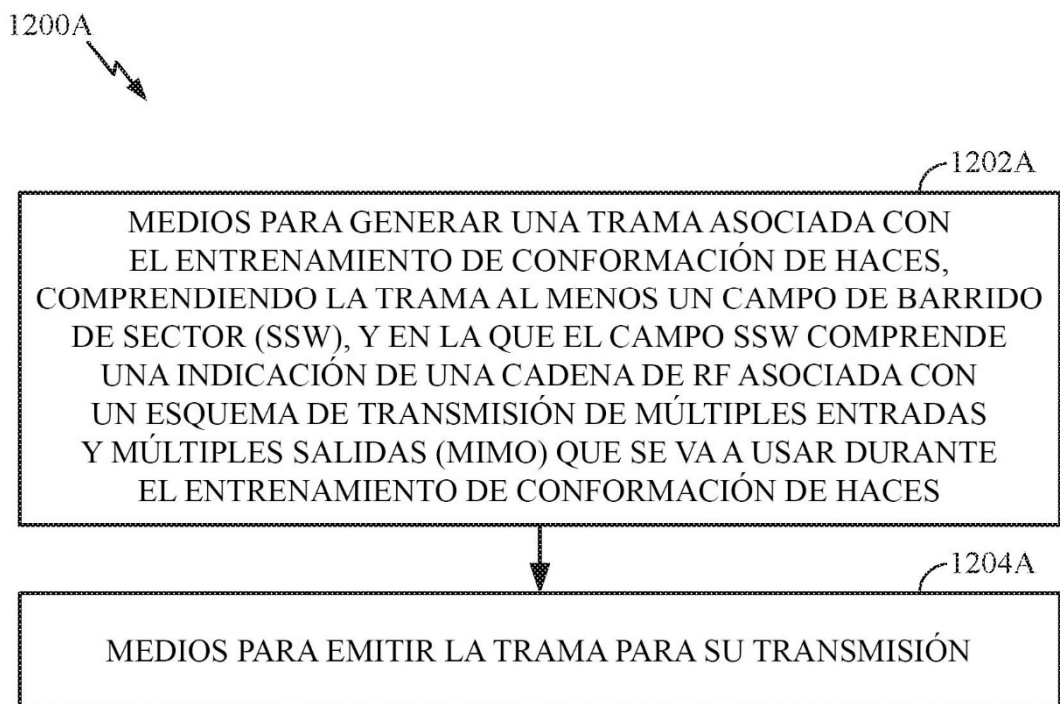 1200A
1202A
MEDIOS PARA GENERAR UNA TRAMA ASOCIADA CON
EL ENTRENAMIENTO DE CONFORMACIÓN DE HACES,
COMPRENDIENDO LA TRAMA AL MENOS UN CAMPO DE BARRIDO
DE SECTOR (SSW), Y EN LA QUE EL CAMPO SSW COMPRENDE
UNA INDICACIÓN DE UNA CADENA DE RF ASOCIADA CON
UN ESQUEMA DE TRANSMISIÓN DE MÚLTIPLES ENTRADAS
Y MÚLTIPLES SALIDAS (MIMO) QUE SE VA A USAR DURANTE
EL ENTRENAMIENTO DE CONFORMACIÓN DE HACES
1204A
MEDIOS PARA EMITIR LA TRAMA PARA SU TRANSMISIÓN